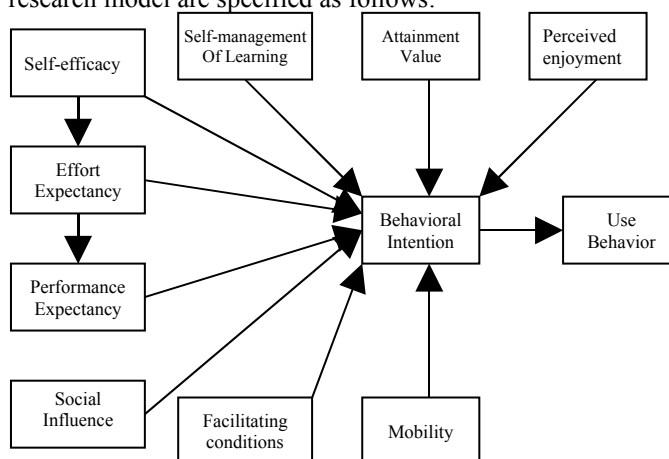 research model are specified as follows:
Self-efficacy
Self-management
Of Learning
Attainment
Value
Perceived
enjoyment
Effort
Expectancy
Behavioral
Intention
Use
Behavior
Performance
Expectancy
Social
Influence
Facilitating
conditions
Mobility